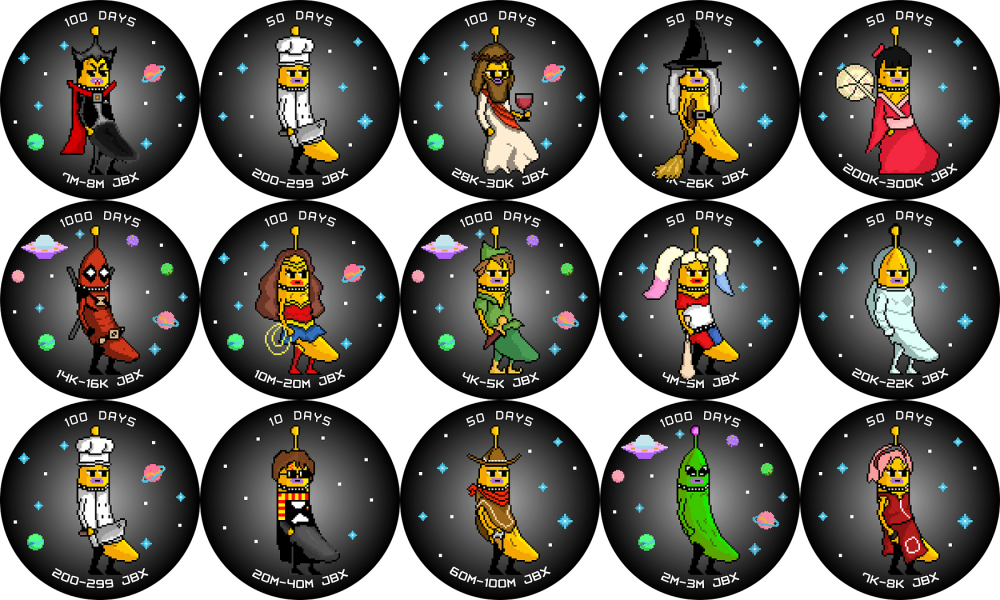 100 DAYS
7M-8M JBX
50 DAYS
200-299 JBX
100 DAYS
28K-30K JBX
50 DAYS
-26K JBX
50 DAYS
200K-300K JBX
1000 DAYS
14K-16K JBX
100 DAYS
10M-20M JBX
1000 DAYS
4K-5K JBX
50 DAYS
4M-5M JBX
50 DAYS
20K-22K JBX
100 DAYS
200-299 JBX
10 DAYS
20M-40M JBX
50 DAYS
60M-100M JBX
1000 DAYS
2M-3M JBX
50 DAYS
7K-8K JBX